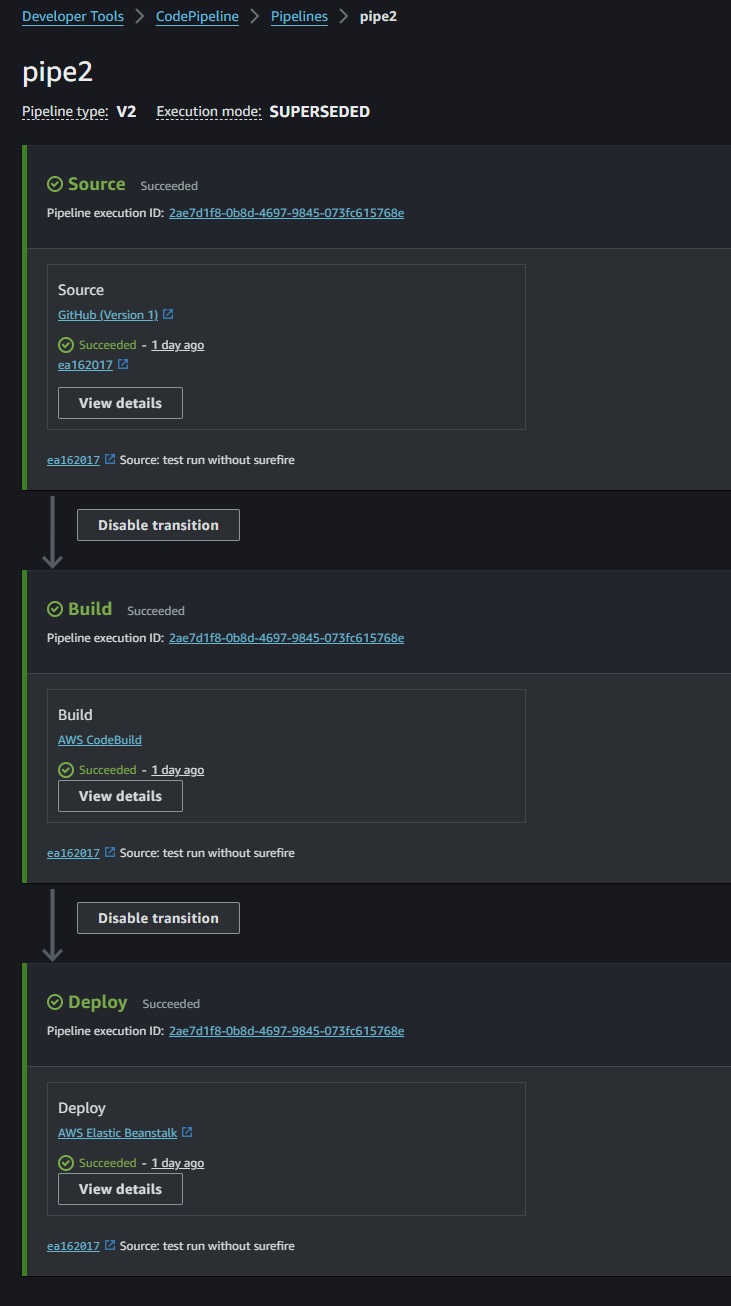 Developer Tools > CodePipeline > Pipelines > pipe2
pipe2
Pipeline type: V2 Execution mode: SUPERSEDED
Source Succeeded
Pipeline execution ID: 2ae7d1f8-0b8d-4697-9845-073fc615768e
Source
GitHub (Version 1)
Succeeded - 1 day ago
ea162017
View details
ea162017 Source: test run without surefire
Disable transition
Build Succeeded
Pipeline execution ID: 2ae7d1f8-0b8d-4697-9845-073fc615768e
Build
AWS CodeBuild
Succeeded - 1 day ago
View details
ea162017 Source: test run without surefire
Disable transition
Deploy Succeeded
Pipeline execution ID: 2ae7d1f8-0b8d-4697-9845-073fc615768e
Deploy
AWS Elastic Beanstalk
Succeeded - 1 day ago
View details
ea162017 Source: test run without surefire